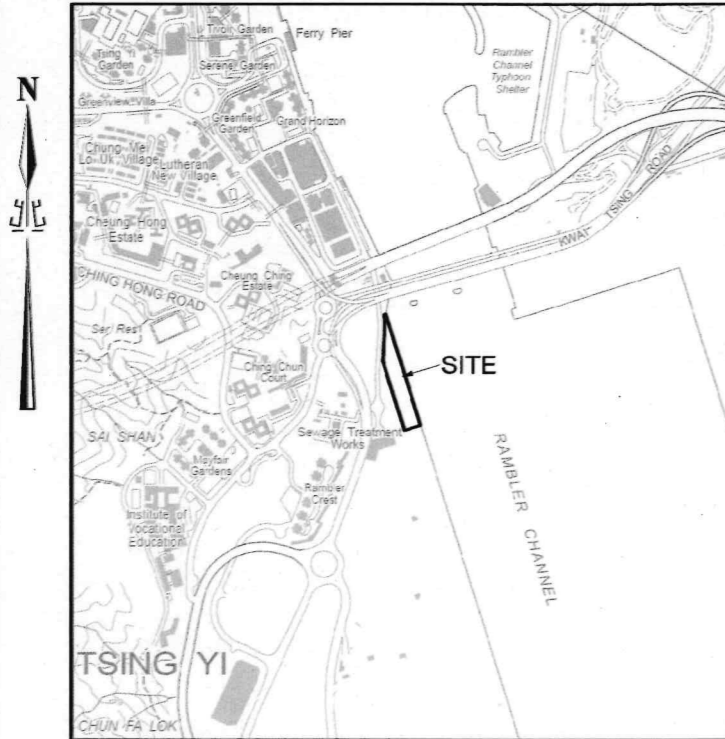 N
Tivoli Garden
Ferry Pier
Tsing Yi
Garden
Serene Garden
Rambler
Channel
Typhoon
Shelter
Greenview Villa
Greenfield
Garden
Grand Horizon
Chung Mei
Lo Uk Village
Lutheran
New Village
Cheung Hong
Estate
KWAI TSING ROAD
CHING HONG ROAD
Cheung Ching
Estate
Ser Res
Ching Chun
Court
SITE
SAI SHAN
Sewage Treatment
Works
Mayfair
Gardens
Rambler
Crest
RAMBLER CHANNEL
Institute of
Vocational
Education
TSING YI
CHUN FA LOK